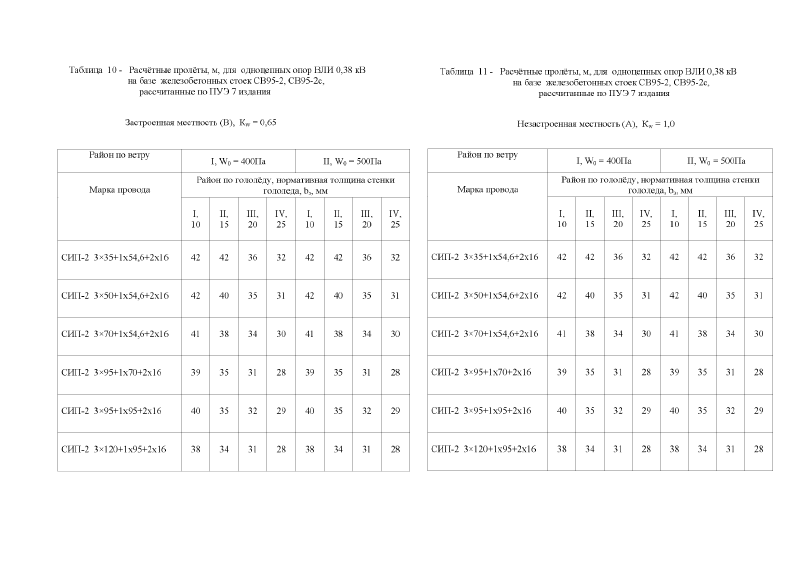 Таблица 10 - Расчётные пролёты, м, для одноцепных опор ВЛИ 0,38 кВ
на базе железобетонных стоек СВ95-2, СВ95-2с,
рассчитанные по ПУЭ 7 издания
Застроенная местность (В), Kw = 0,65
Район по ветру I, W0 = 400Па II, W0 = 500Па
Марка провода Район по гололёду, нормативная толщина стенки
гололеда, bэ, мм
I, II, III, IV, I, II, III, IV,
10 15 20 25 10 15 20 25
СИП-2 3×35+1х54,6+2х16 42 42 36 32 42 42 36 32
СИП-2 3×50+1х54,6+2х16 42 40 35 31 42 40 35 31
СИП-2 3×70+1х54,6+2х16 41 38 34 30 41 38 34 30
СИП-2 3×95+1х70+2х16 39 35 31 28 39 35 31 28
СИП-2 3×95+1х95+2х16 40 35 32 29 40 35 32 29
СИП-2 3×120+1х95+2х16 38 34 31 28 38 34 31 28
Таблица 11 - Расчётные пролёты, м, для одноцепных опор ВЛИ 0,38 кВ
на базе железобетонных стоек СВ95-2, СВ95-2с,
рассчитанные по ПУЭ 7 издания
Незастроенная местность (А), Kw = 1,0
Район по ветру I, W0 = 400Па II, W0 = 500Па
Марка провода Район по гололёду, нормативная толщина стенки
гололеда, bэ, мм
I, II, III, IV, I, II, III, IV,
10 15 20 25 10 15 20 25
СИП-2 3×35+1х54,6+2х16 42 42 36 32 42 42 36 32
СИП-2 3×50+1х54,6+2х16 42 40 35 31 42 40 35 31
СИП-2 3×70+1х54,6+2х16 41 38 34 30 41 38 34 30
СИП-2 3×95+1х70+2х16 39 35 31 28 39 35 31 28
СИП-2 3×95+1х95+2х16 40 35 32 29 40 35 32 29
СИП-2 3×120+1х95+2х16 38 34 31 28 38 34 31 28